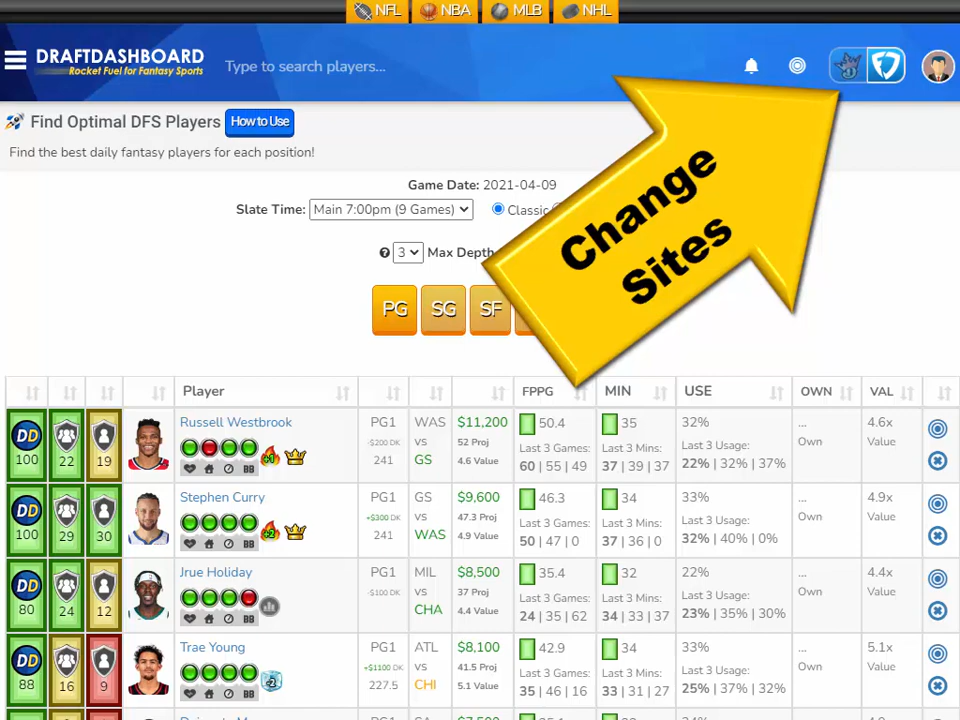 NFL NBA MLB NHL
DRAFTDASHBOARD
Rocket Fuel for Fantasy Sports
Type to search players...
Find Optimal DFS Players How to Use
Find the best daily fantasy players for each position!
Game Date: 2021-04-09
Slate Time: Main 7:00pm (9 Games) Classic
3 Max Depth
Change
Sites
PG SG SF
Player FPPG MIN USE OWN VAL
Russell Westbrook PG1 WAS $11,200 50.4 35 32% ... 4.6x
-$200 DK VS 52 Proj Last 3 Games: Last 3 Mins: Last 3 Usage: Own Value
DD 100 22 19 +1 BB 241 GS 4.6 Value 60 | 55 | 49 37 | 39 | 37 22% | 32% | 37%
Stephen Curry PG1 GS $9,600 46.3 34 33% ... 4.9x
+$300 DK VS 47.3 Proj Last 3 Games: Last 3 Mins: Last 3 Usage: Own Value
DD 100 29 30 +2 BB 241 WAS 4.9 Value 50 | 47 | 0 37 | 36 | 0 32% | 40% | 0%
Jrue Holiday PG1 MIL $8,500 35.4 32 22% ... 4.4x
-$100 DK VS 37 Proj Last 3 Games: Last 3 Mins: Last 3 Usage: Own Value
DD 80 24 12 BB 241 CHA 4.4 Value 24 | 35 | 62 34 | 33 | 37 23% | 35% | 30%
Trae Young PG1 ATL $8,100 42.9 34 33% ... 5.1x
+$1100 DK VS 41.5 Proj Last 3 Games: Last 3 Mins: Last 3 Usage: Own Value
DD 88 16 9 -2 BB 227.5 CHI 5.1 Value 35 | 46 | 16 33 | 31 | 27 25% | 37% | 32%